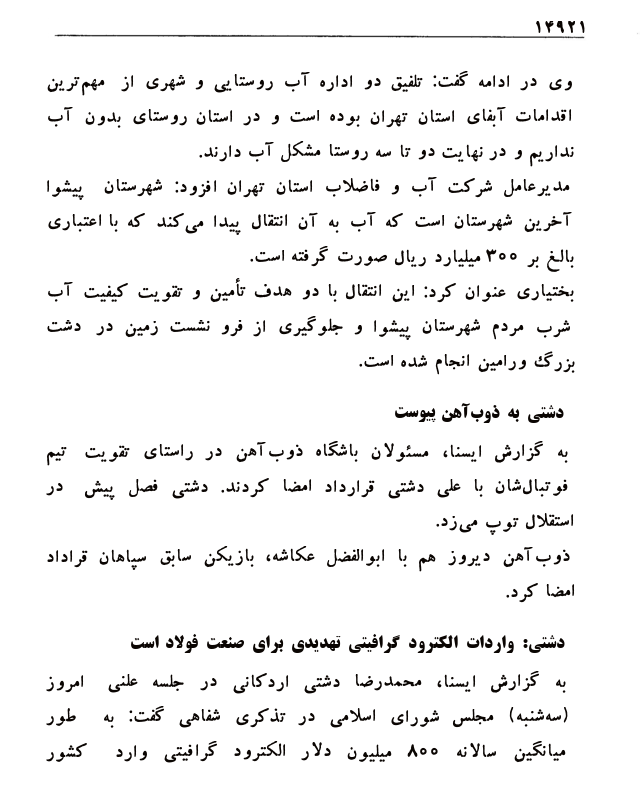 ۱۴۹۲۱
وی در ادامه گفت: تلفیق دو اداره آب روستایی و شهری از مهم‌ترین
اقدامات آبفای استان تهران بوده است و در استان روستای بدون آب
نداریم و در نهایت دو تا سه روستا مشکل آب دارند.
مدیرعامل شرکت آب و فاضلاب استان تهران افزود: شهرستان پیشوا
آخرین شهرستان است که آب به آن انتقال پیدا می‌کند که با اعتباری
بالغ بر ۳۰۰ میلیارد ریال صورت گرفته است.
بختیاری عنوان کرد: این انتقال با دو هدف تأمین و تقویت کیفیت آب
شرب مردم شهرستان پیشوا و جلوگیری از فرو نشست زمین در دشت
بزرگ ورامین انجام شده است.
دشتی به ذوب‌آهن پیوست
به گزارش ایسنا، مسئولان باشگاه ذوب‌آهن در راستای تقویت تیم
فوتبال‌شان با علی دشتی قرارداد امضا کردند. دشتی فصل پیش در
استقلال توپ می‌زد.
ذوب‌آهن دیروز هم با ابوالفضل عکاشه، بازیکن سابق سپاهان قراداد
امضا کرد.
دشتی: واردات الکترود گرافیتی تهدیدی برای صنعت فولاد است
به گزارش ایسنا، محمدرضا دشتی اردکانی در جلسه علنی امروز
(سه‌شنبه) مجلس شورای اسلامی در تذکری شفاهی گفت: به طور
میانگین سالانه ۸۰۰ میلیون دلار الکترود گرافیتی وارد کشور